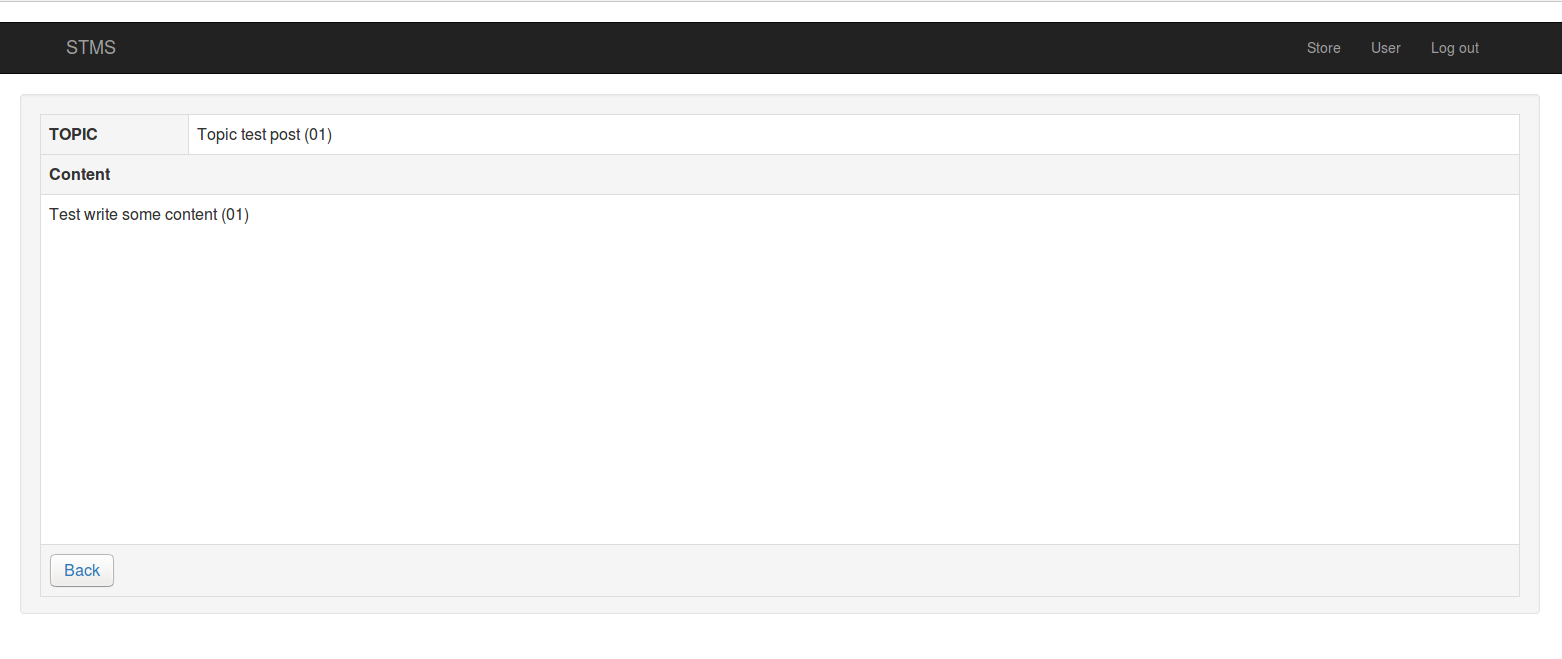 STMS Store User Log out
TOPIC Topic test post (01)
Content
Test write some content (01)
Back